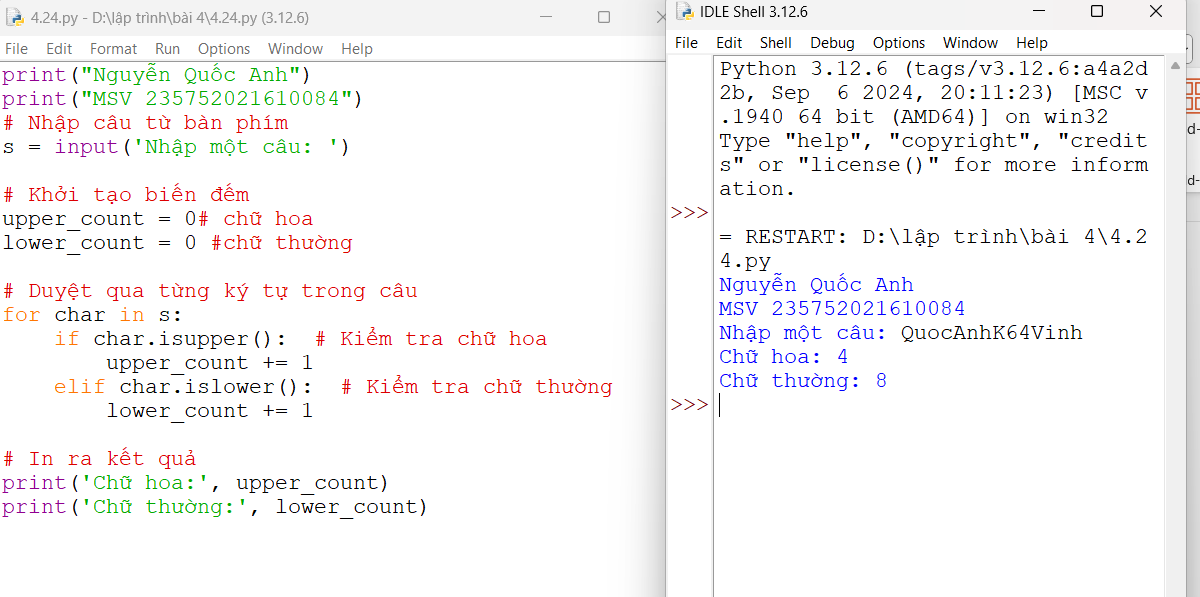 4.24.py - D:\lập trình\bài 4\4.24.py (3.12.6)
File Edit Format Run Options Window Help
print("Nguyễn Quốc Anh")
print("MSV 235752021610084")
# Nhập câu từ bàn phím
s = input('Nhập một câu: ')
# Khởi tạo biến đếm
upper_count = 0# chữ hoa
lower_count = 0 #chữ thường
# Duyệt qua từng ký tự trong câu
for char in s:
    if char.isupper():  # Kiểm tra chữ hoa
        upper_count += 1
    elif char.islower():  # Kiểm tra chữ thường
        lower_count += 1
# In ra kết quả
print('Chữ hoa:', upper_count)
print('Chữ thường:', lower_count)
IDLE Shell 3.12.6
File Edit Shell Debug Options Window Help
Python 3.12.6 (tags/v3.12.6:a4a2d
2b, Sep  6 2024, 20:11:23) [MSC v
.1940 64 bit (AMD64)] on win32
Type "help", "copyright", "credit
s" or "license()" for more inform
ation.
>>>
= RESTART: D:\lập trình\bài 4\4.2
4.py
Nguyễn Quốc Anh
MSV 235752021610084
Nhập một câu: QuocAnhK64Vinh
Chữ hoa: 4
Chữ thường: 8
>>>
d-
d-